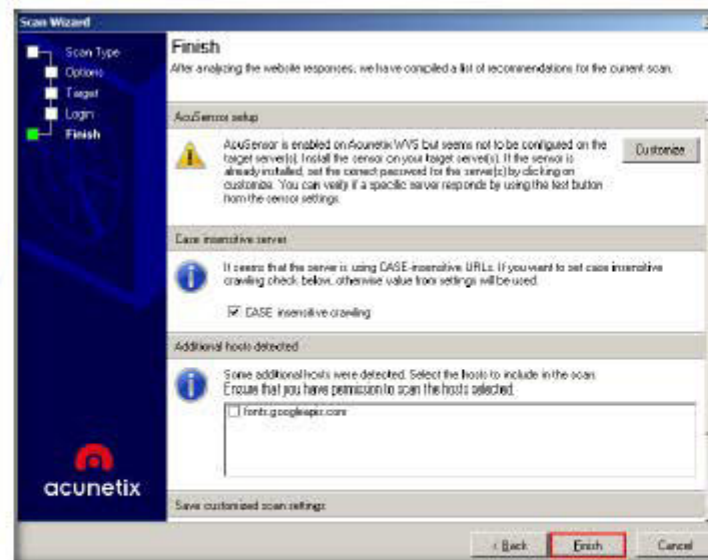 Scan Wizard
Scan Type
Options
Target
Login
Finish
Finish
After analyzing the website responses, we have compiled a list of recommendations for the current scan.
AcuSensor setup
AcuSensor is enabled on Acunetix WVS but seems not to be configured on the
target server(s). Install the sensor on your target server(s). If the sensor is
already installed, set the correct password for the server(s) by clicking on
customize. You can verify if a specific server responds by using the test button
from the sensor settings.
Customize
Case insensitive server
It seems that the server is using CASE-insensitive URLs. If you want to set case insensitive
crawling check below, otherwise value from settings will be used.
CASE insensitive crawling
Additional hosts detected
Some additional hosts were detected. Select the hosts to include in the scan.
Ensure that you have permission to scan the hosts selected.
fonts.googleapis.com
acunetix
Save customized scan settings
< Back
Finish
Cancel